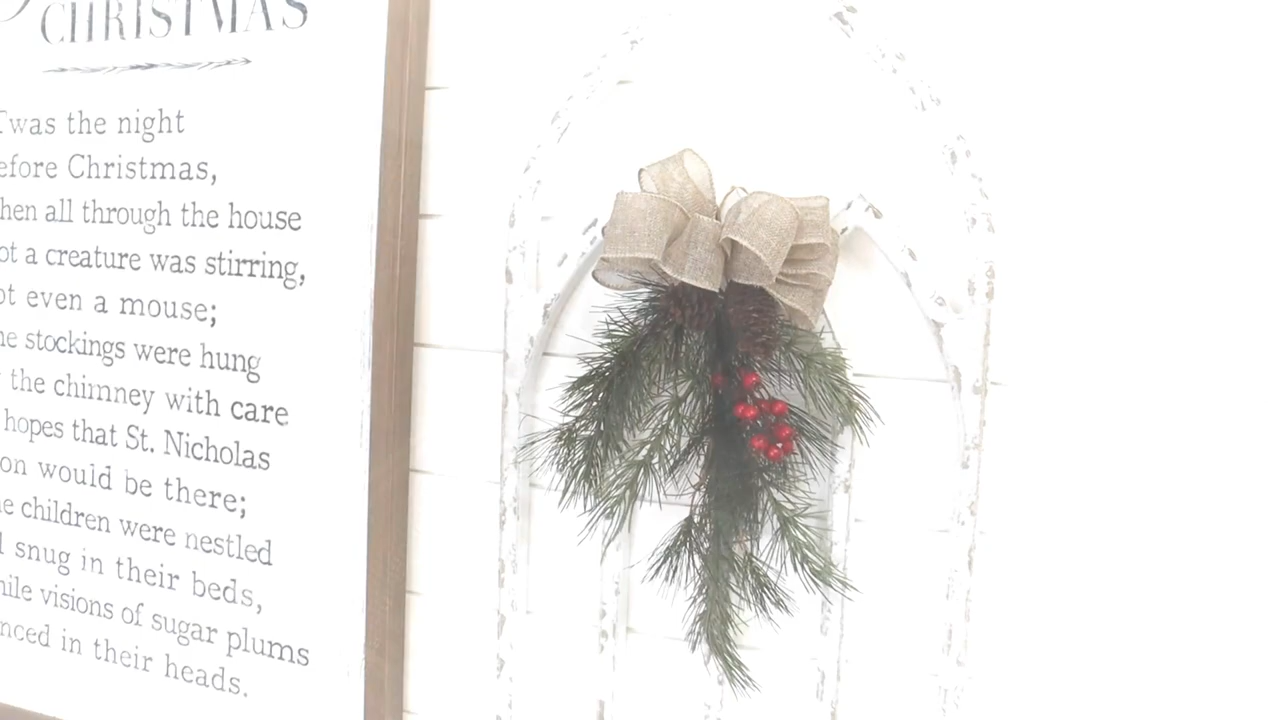 CHRISTMAS
'Twas the night
efore Christmas,
hen all through the house
ot a creature was stirring,
ot even a mouse;
he stockings were hung
the chimney with care
hopes that St. Nicholas
on would be there;
he children were nestled
l snug in their beds,
hile visions of sugar plums
nced in their heads.